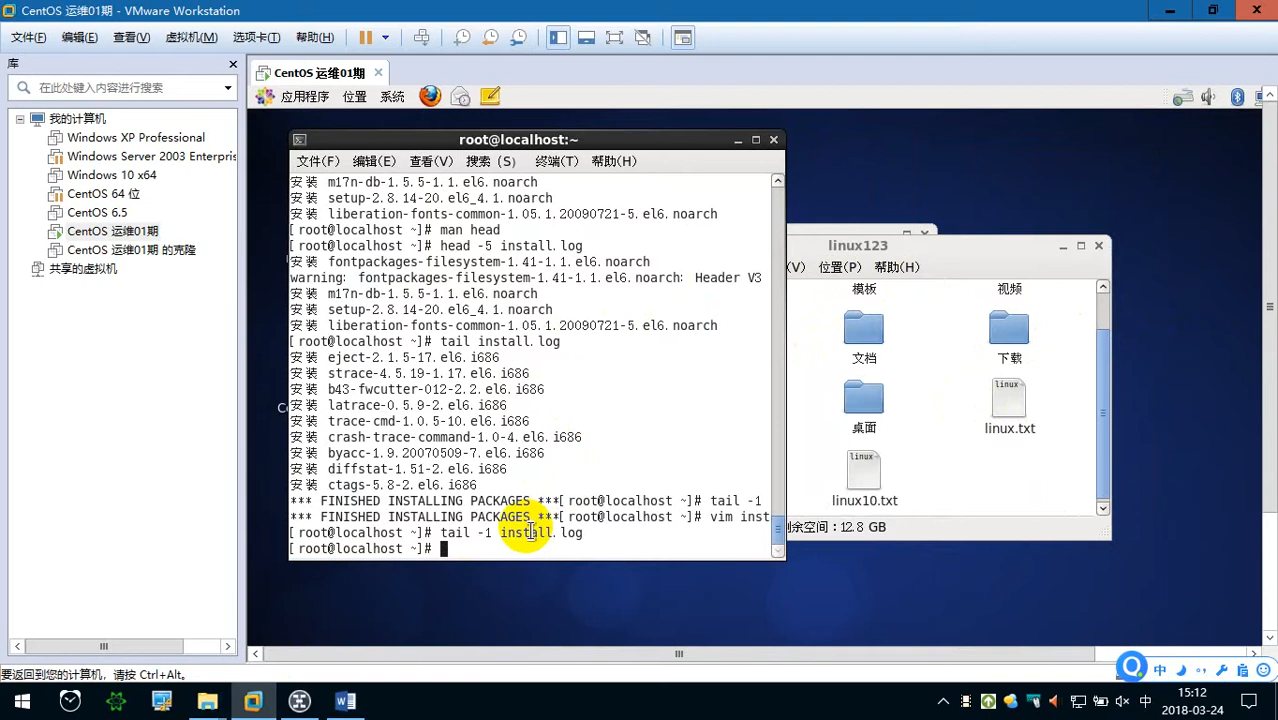 CentOS 运维01期 - VMware Workstation
文件(F) 编辑(E) 查看(V) 虚拟机(M) 选项卡(T) 帮助(H)
库
在此处键入内容进行搜索
我的计算机
Windows XP Professional
Windows Server 2003 Enterpris
Windows 10 x64
CentOS 64 位
CentOS 6.5
CentOS 运维01期
CentOS 运维01期 的克隆
共享的虚拟机
CentOS 运维01期
应用程序 位置 系统
root@localhost:~
文件(F) 编辑(E) 查看(V) 搜索 (S) 终端(T) 帮助(H)
安装 m17n-db-1.5.5-1.1.el6.noarch
安装 setup-2.8.14-20.el6_4.1.noarch
安装 liberation-fonts-common-1.05.1.20090721-5.el6.noarch
[root@localhost ~]# man head
[root@localhost ~]# head -5 install.log
安装 fontpackages-filesystem-1.41-1.1.el6.noarch
warning: fontpackages-filesystem-1.41-1.1.el6.noarch: Header V3
安装 m17n-db-1.5.5-1.1.el6.noarch
安装 setup-2.8.14-20.el6_4.1.noarch
安装 liberation-fonts-common-1.05.1.20090721-5.el6.noarch
[root@localhost ~]# tail install.log
安装 eject-2.1.5-17.el6.i686
安装 strace-4.5.19-1.17.el6.i686
安装 b43-fwcutter-012-2.2.el6.i686
安装 latrace-0.5.9-2.el6.i686
安装 trace-cmd-1.0.5-10.el6.i686
安装 crash-trace-command-1.0-4.el6.i686
安装 byacc-1.9.20070509-7.el6.i686
安装 diffstat-1.51-2.el6.i686
安装 ctags-5.8-2.el6.i686
*** FINISHED INSTALLING PACKAGES ***[root@localhost ~]# tail -1
*** FINISHED INSTALLING PACKAGES ***[root@localhost ~]# vim inst
[root@localhost ~]# tail -1 install.log
[root@localhost ~]#
linux123
(V) 位置(P) 帮助(H)
模板 视频
文档 下载
linux
桌面 linux.txt
linux
linux10.txt
剩余空间: 12.8 GB
要返回到您的计算机，请按 Ctrl+Alt。
中
中
15:12
2018-03-24